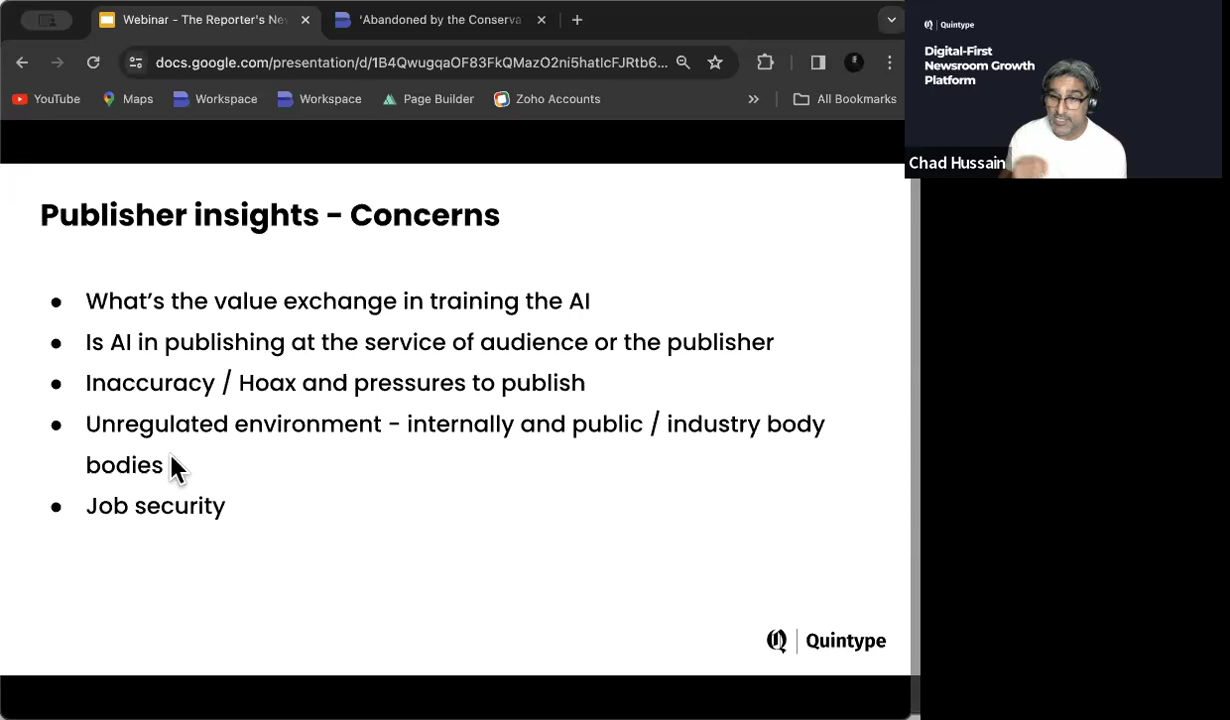 Webinar - The Reporter's Ne
'Abandoned by the Conserva
docs.google.com/presentation/d/1B4QwugqaOF83FkQMazO2ni5hatIcFJRtb6...
YouTube
Maps
Workspace
Workspace
Page Builder
Zoho Accounts
All Bookmarks
Quintype
Digital-First
Newsroom Growth
Platform
Chad Hussain
Publisher insights - Concerns
● What's the value exchange in training the AI
● Is AI in publishing at the service of audience or the publisher
● Inaccuracy / Hoax and pressures to publish
● Unregulated environment - internally and public / industry body
bodies
● Job security
Quintype